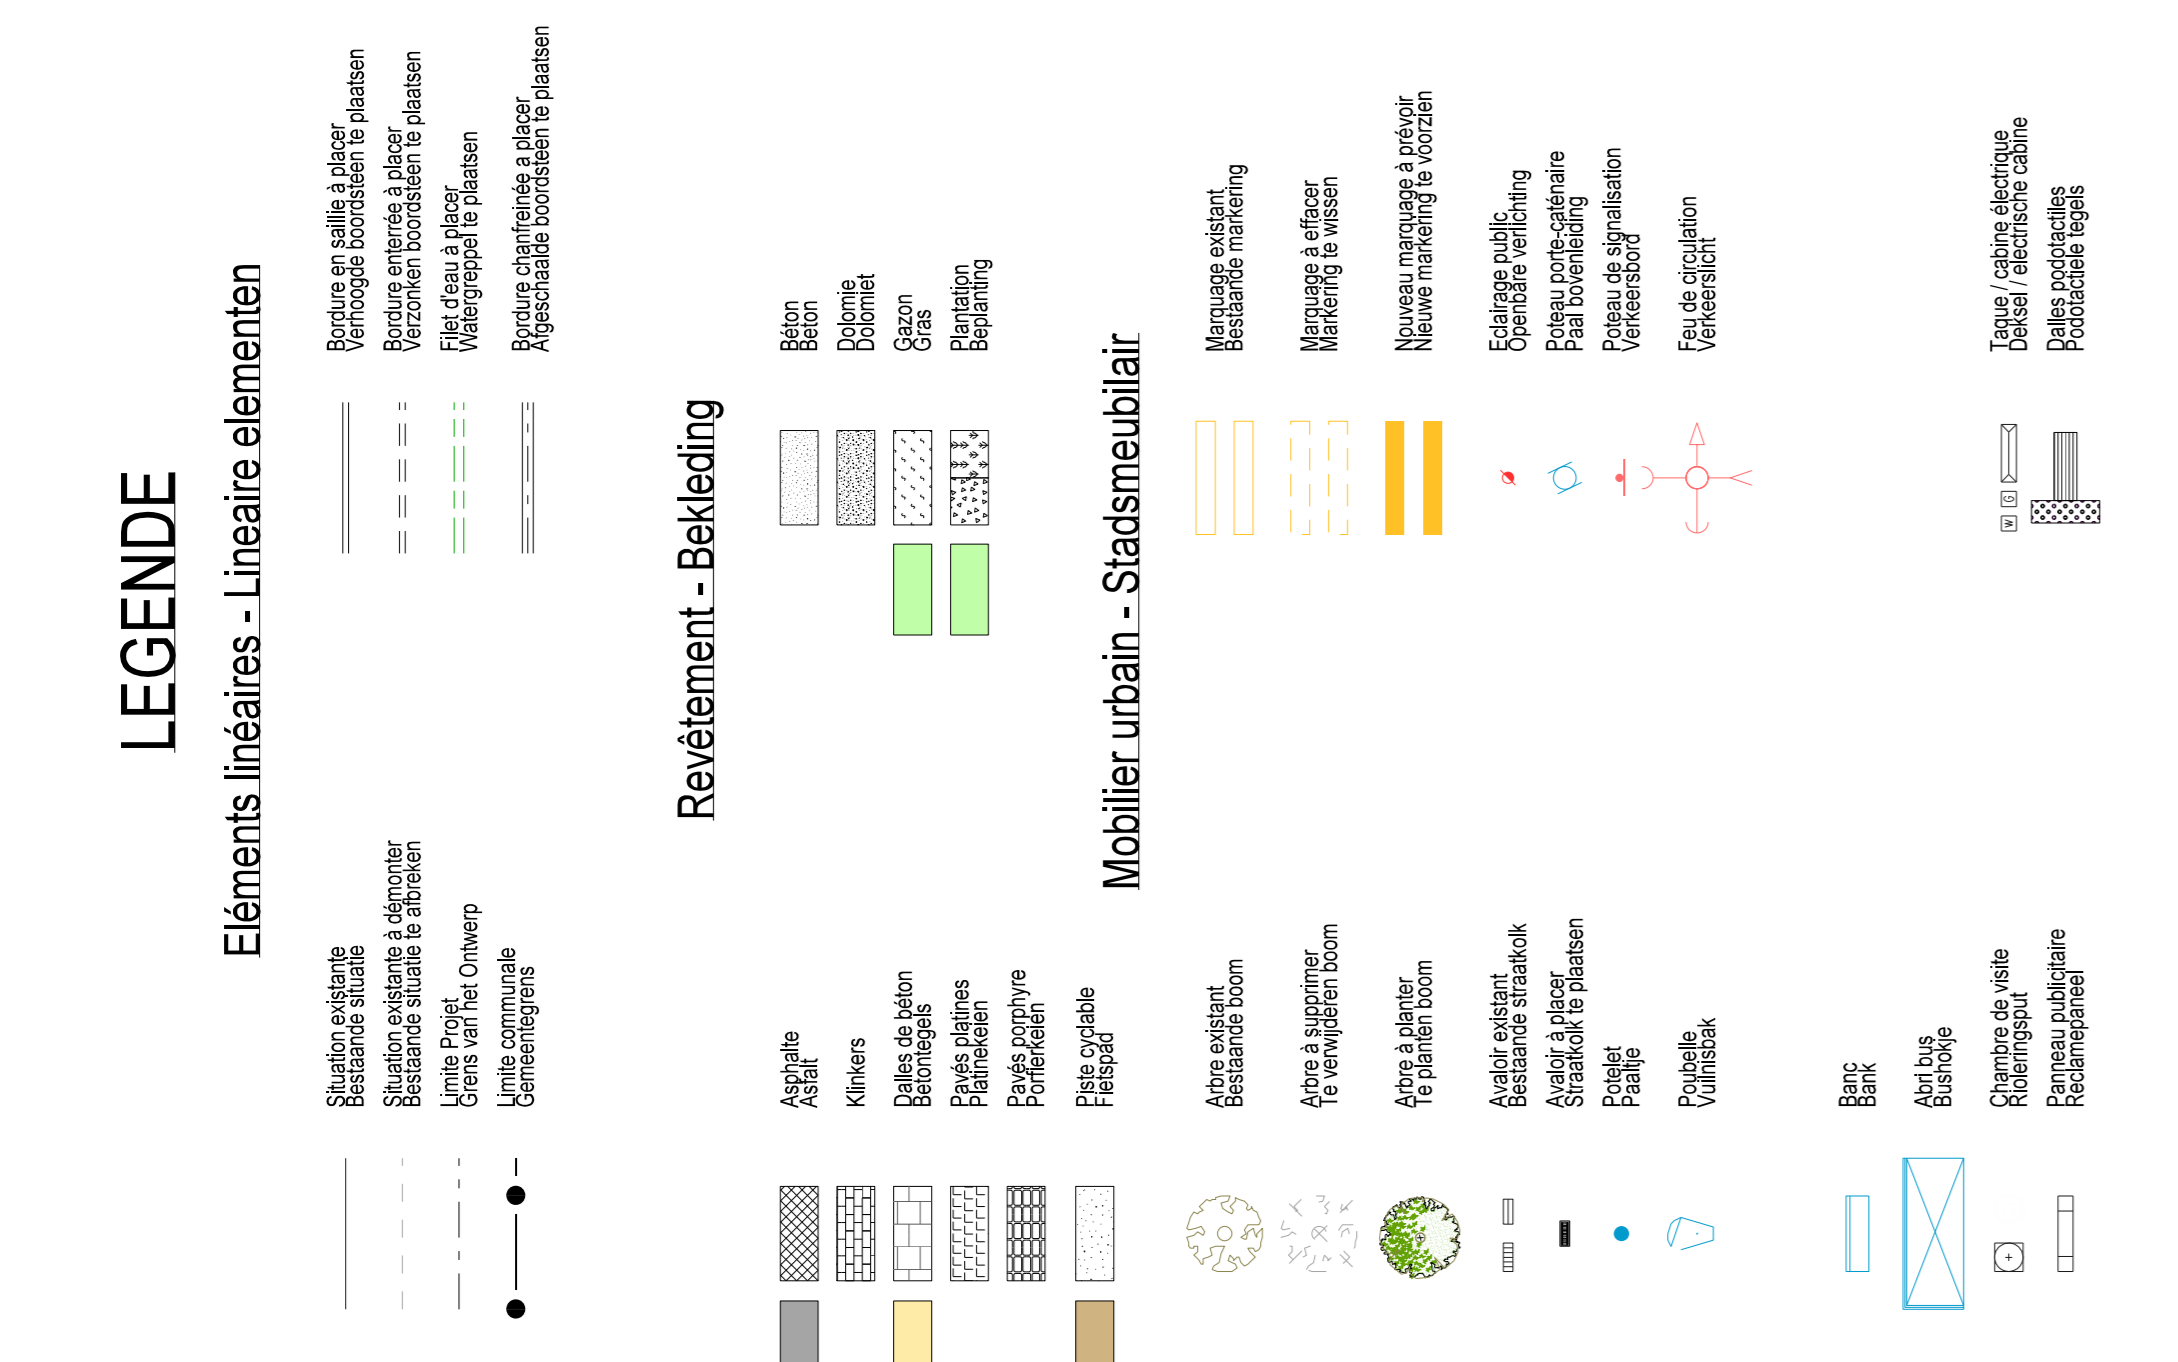 LEGENDE
Eléments linéaires - Lineaire elementen
Situation existante
Bestaande situatie
Situation existante à démonter
Bestaande situatie te afbreken
Limite Projet
Grens van het Ontwerp
Limite communale
Gemeentegrens
Bordure en saillie à placer
Verhoogde boordsteen te plaatsen
Bordure enterrée à placer
Verzonken boordsteen te plaatsen
Filet d'eau à placer
Watergreppel te plaatsen
Bordure chanfreinée a placer
Afgeschaalde boordsteen te plaatsen
Revêtement - Bekleding
Asphalte
Asfalt
Klinkers
Dalles de béton
Betontegels
Pavés platines
Platinekeien
Pavés porphyre
Porfierkeien
Piste cyclable
Fietspad
Béton
Beton
Dolomie
Dolomiet
Gazon
Gras
Plantation
Beplanting
Mobilier urbain - Stadsmeubilair
Arbre existant
Bestaande boom
Arbre à supprimer
Te verwijderen boom
Arbre à planter
Te planten boom
Avaloir existant
Bestaande straatkolk
Avaloir à placer
Straatkolk te plaatsen
Potelet
Paaltje
Poubelle
Vuilnisbak
Banc
Bank
Abri bus
Bushokje
Chambre de visite
Rioleringsput
Panneau publicitaire
Reclamepaneel
Marquage existant
Bestaande markering
Marquage à effacer
Markering te wissen
Nouveau marquage à prévoir
Nieuwe markering te voorzien
Eclairage public
Openbare verlichting
Poteau porte-caténaire
Paal bovenleiding
Poteau de signalisation
Verkeersbord
Feu de circulation
Verkeerslicht
W G
Taque / cabine électrique
Deksel / electrische cabine
Dalles podotactiles
Podotactiele tegels